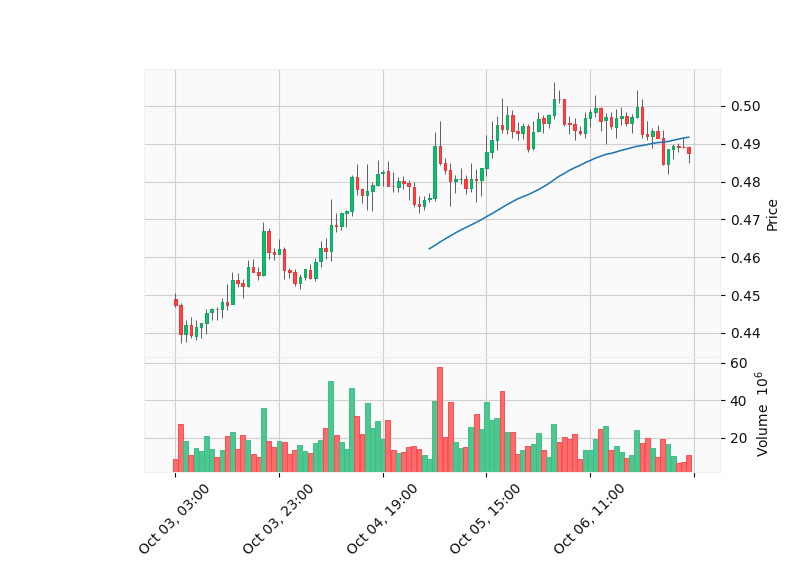 0.50
0.49
0.48
0.47
0.46
0.45
0.44
Price
60
40
20
Volume 10⁶
Oct 03, 03:00
Oct 03, 23:00
Oct 04, 19:00
Oct 05, 15:00
Oct 06, 11:00